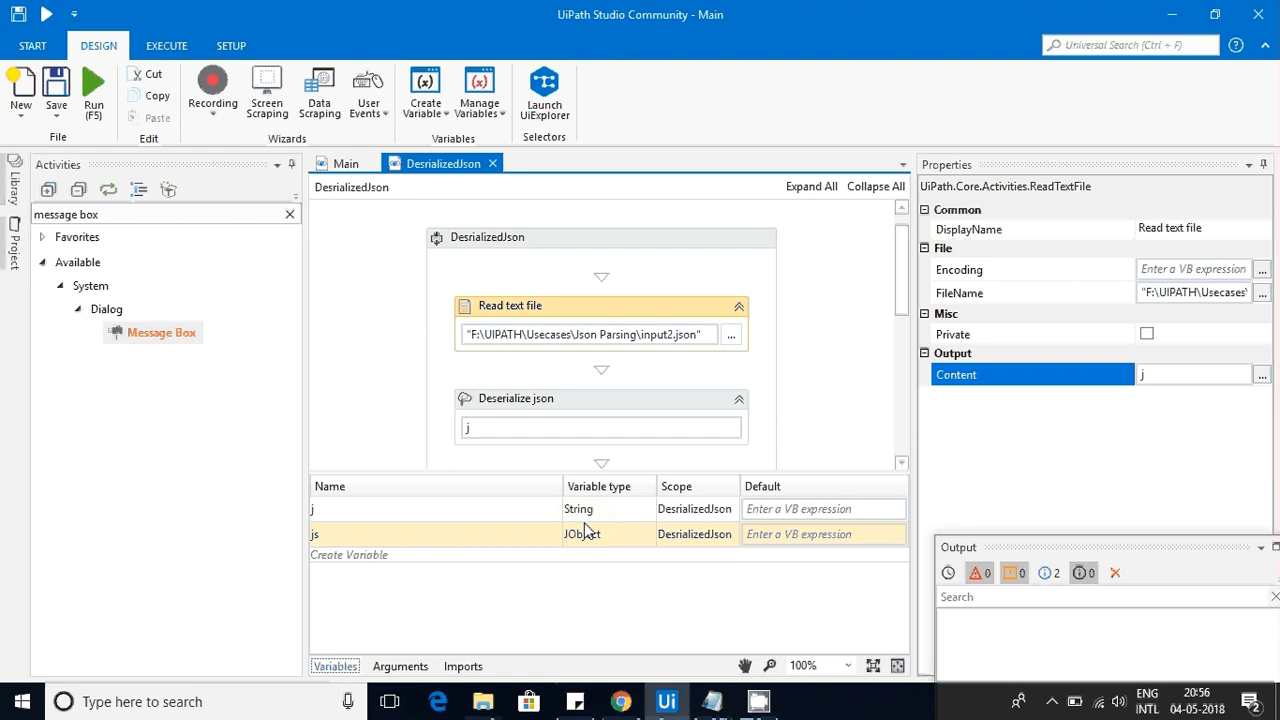 UiPath Studio Community - Main
START
DESIGN
EXECUTE
SETUP
Universal Search (Ctrl + F)
New
Save
Run
(F5)
Cut
Copy
Paste
Recording
Screen
Scraping
Data
Scraping
User
Events
Create
Variable
Manage
Variables
Launch
UiExplorer
File
Edit
Wizards
Variables
Selectors
Library
Project
Activities
message box
Favorites
Available
System
Dialog
Message Box
Main
DesrializedJson
DesrializedJson
Expand All
Collapse All
DesrializedJson
Read text file
"F:\UIPATH\Usecases\Json Parsing\input2.json"
...
Deserialize json
j
Name
Variable type
Scope
Default
j
String
DesrializedJson
Enter a VB expression
js
JObject
DesrializedJson
Enter a VB expression
Create Variable
Variables
Arguments
Imports
100%
Properties
UiPath.Core.Activities.ReadTextFile
Common
DisplayName
Read text file
File
Encoding
Enter a VB expression
...
FileName
"F:\UIPATH\Usecases\
...
Misc
Private
Output
Content
j
...
Output
0
0
2
0
Search
Type here to search
Ui
ENG
INTL
20:56
04-05-2018
2